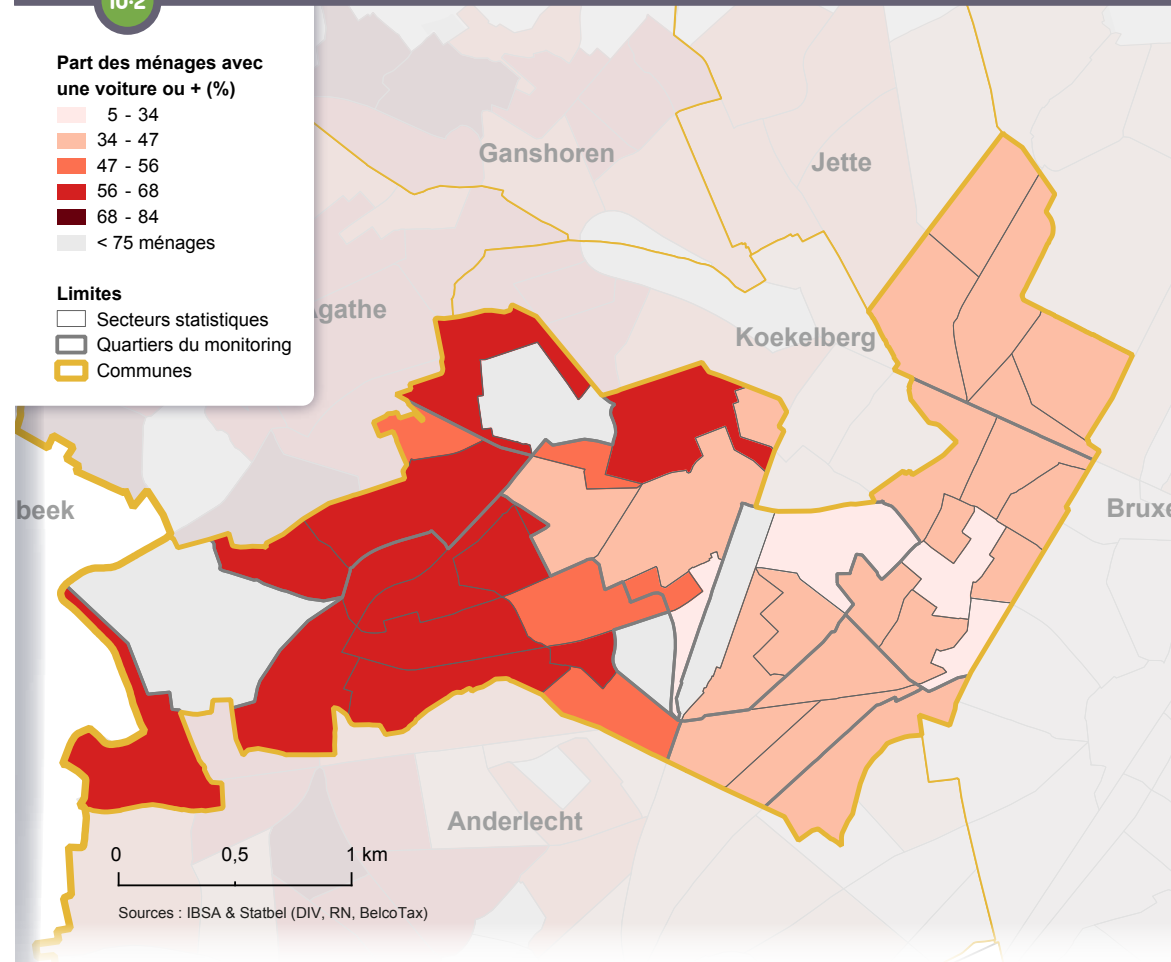 10·2
Part des ménages avec
une voiture ou + (%)
5 - 34
34 - 47
47 - 56
56 - 68
68 - 84
< 75 ménages
Limites
Secteurs statistiques
Quartiers du monitoring
Communes
Ganshoren
Jette
Agathe
Koekelberg
beek
Bruxe
Anderlecht
0 0,5 1 km
Sources : IBSA & Statbel (DIV, RN, BelcoTax)